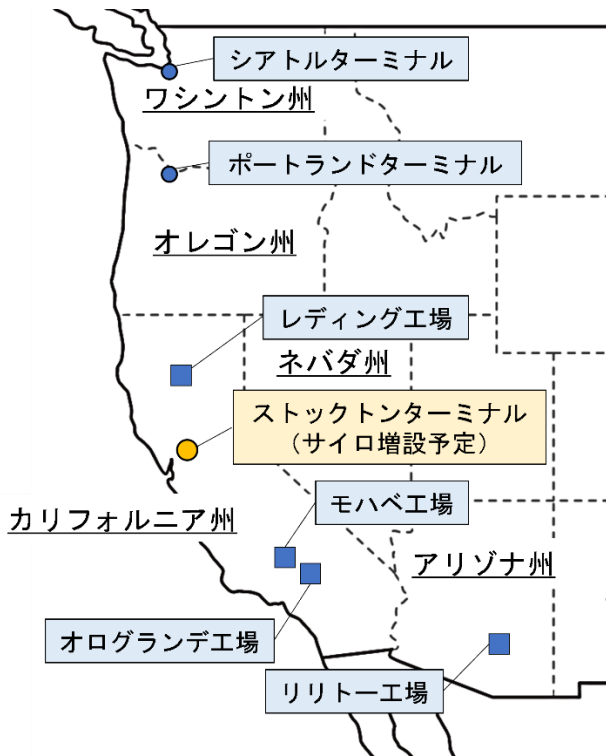 シアトルターミナル
ワシントン州
ポートランドターミナル
オレゴン州
レディング工場
ネバダ州
ストックトンターミナル
（サイロ増設予定）
モハベ工場
カリフォルニア州
アリゾナ州
オログランデ工場
リリトー工場